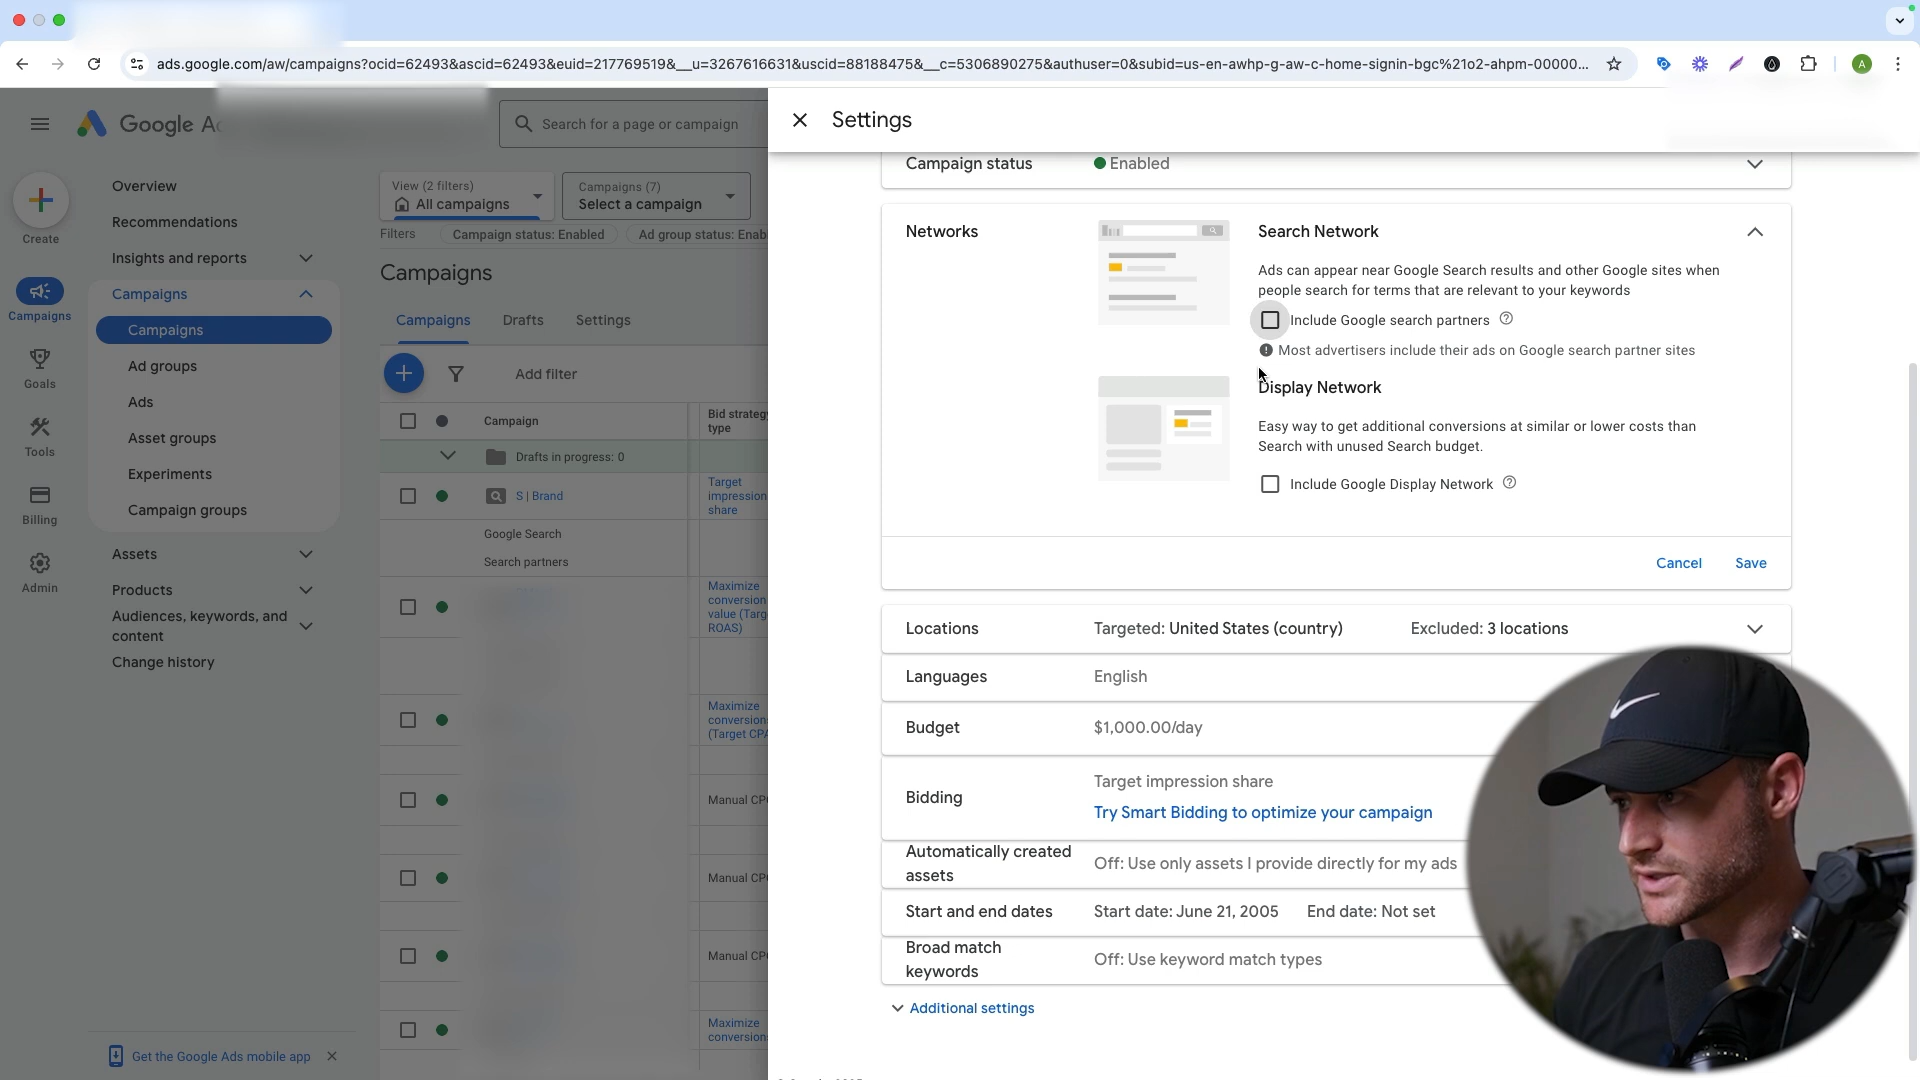 ads.google.com/aw/campaigns?ocid=62493&ascid=62493&euid=217769519&__u=3267616631&uscid=88188475&__c=5306890275&authuser=0&subid=us-en-awhp-g-aw-c-home-signin-bgc%21o2-ahpm-00000...
A
Google Ad
Search for a page or campaign
Settings
Create
Campaigns
Goals
Tools
Billing
Admin
Overview
Recommendations
Insights and reports
Campaigns
Campaigns
Ad groups
Ads
Asset groups
Experiments
Campaign groups
Assets
Products
Audiences, keywords, and
content
Change history
Get the Google Ads mobile app
View (2 filters)
All campaigns
Campaigns (7)
Select a campaign
Filters
Campaign status: Enabled
Ad group status: Enab
Campaigns
Campaigns
Drafts
Settings
Add filter
Campaign
Bid strategy
type
Drafts in progress: 0
S | Brand
Target
impression
share
Google Search
Search partners
Maximize
conversion
value (Targ
ROAS)
Maximize
conversion
(Target CPA
Manual CP
Manual CP
Manual CP
Maximize
conversions
Campaign status
Enabled
Networks
Search Network
Ads can appear near Google Search results and other Google sites when
people search for terms that are relevant to your keywords
Include Google search partners
Most advertisers include their ads on Google search partner sites
Display Network
Easy way to get additional conversions at similar or lower costs than
Search with unused Search budget.
Include Google Display Network
Cancel
Save
Locations
Targeted: United States (country)
Excluded: 3 locations
Languages
English
Budget
$1,000.00/day
Bidding
Target impression share
Try Smart Bidding to optimize your campaign
Automatically created
assets
Off: Use only assets I provide directly for my ads
Start and end dates
Start date: June 21, 2005
End date: Not set
Broad match
keywords
Off: Use keyword match types
Additional settings